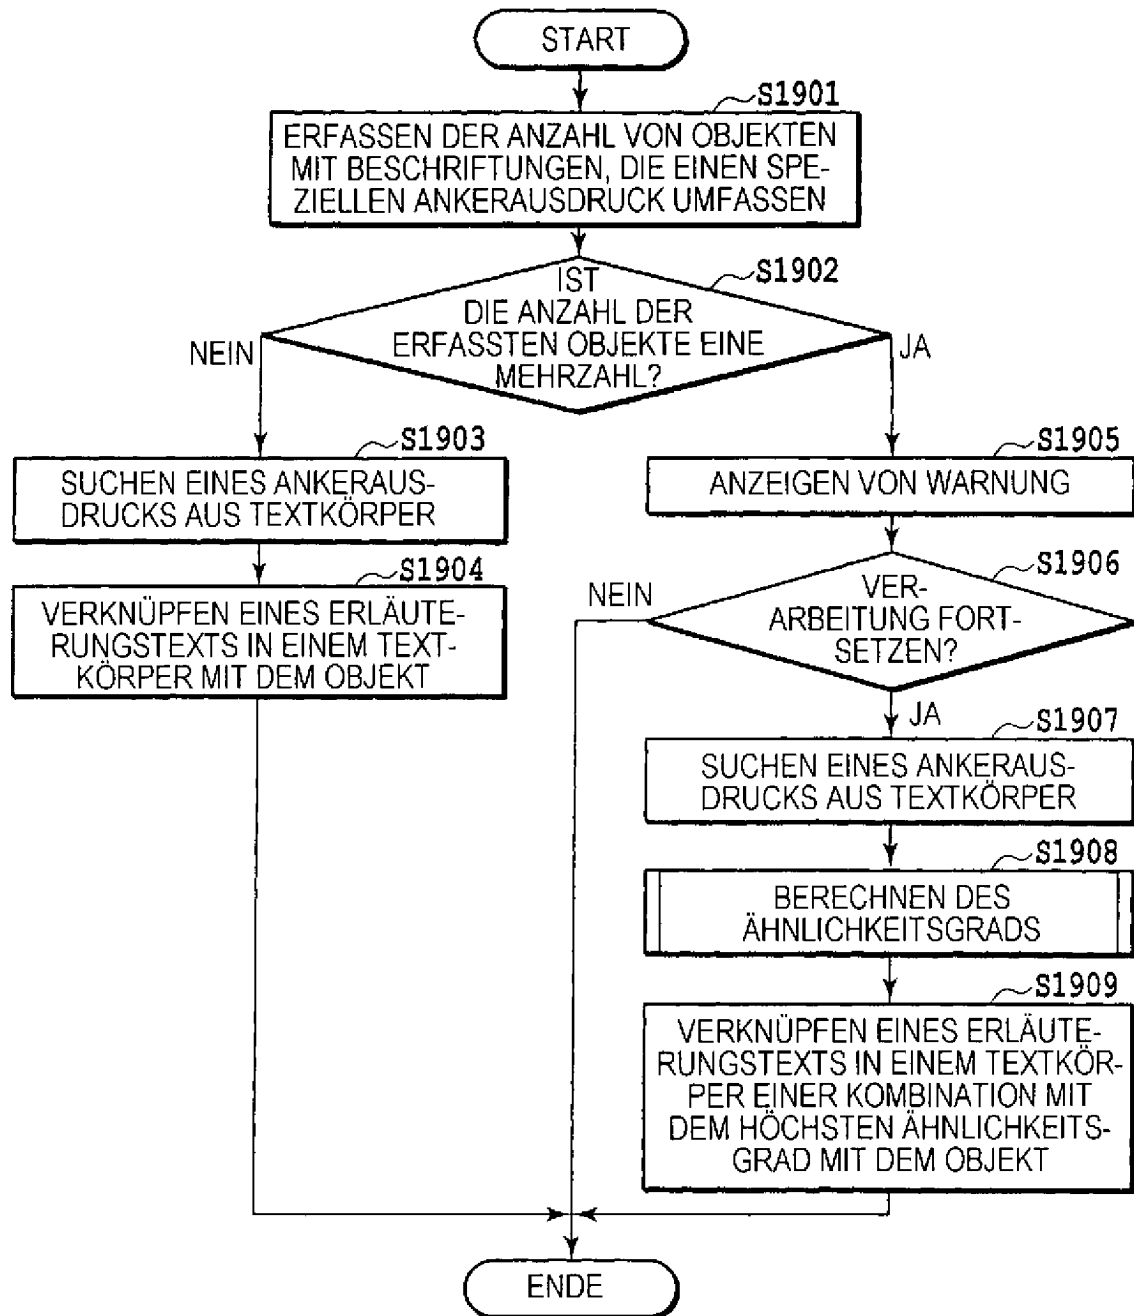 START
S1901
ERFASSEN DER ANZAHL VON OBJEKTEN
MIT BESCHRIFTUNGEN, DIE EINEN SPE-
ZIELLEN ANKERAUSDRUCK UMFASSEN
S1902
IST
DIE ANZAHL DER
ERFASSTEN OBJEKTE EINE
MEHRZAHL?
NEIN
JA
S1903
SUCHEN EINES ANKERAUS-
DRUCKS AUS TEXTKÖRPER
S1904
VERKNÜPFEN EINES ERLÄUTE-
RUNGSTEXTS IN EINEM TEXT-
KÖRPER MIT DEM OBJEKT
S1905
ANZEIGEN VON WARNUNG
S1906
VER-
ARBEITUNG FORT-
SETZEN?
NEIN
JA
S1907
SUCHEN EINES ANKERAUS-
DRUCKS AUS TEXTKÖRPER
S1908
BERECHNEN DES
ÄHNLICHKEITSGRADS
S1909
VERKNÜPFEN EINES ERLÄUTE-
RUNGSTEXTS IN EINEM TEXTKÖR-
PER EINER KOMBINATION MIT
DEM HÖCHSTEN ÄHNLICHKEITS-
GRAD MIT DEM OBJEKT
ENDE